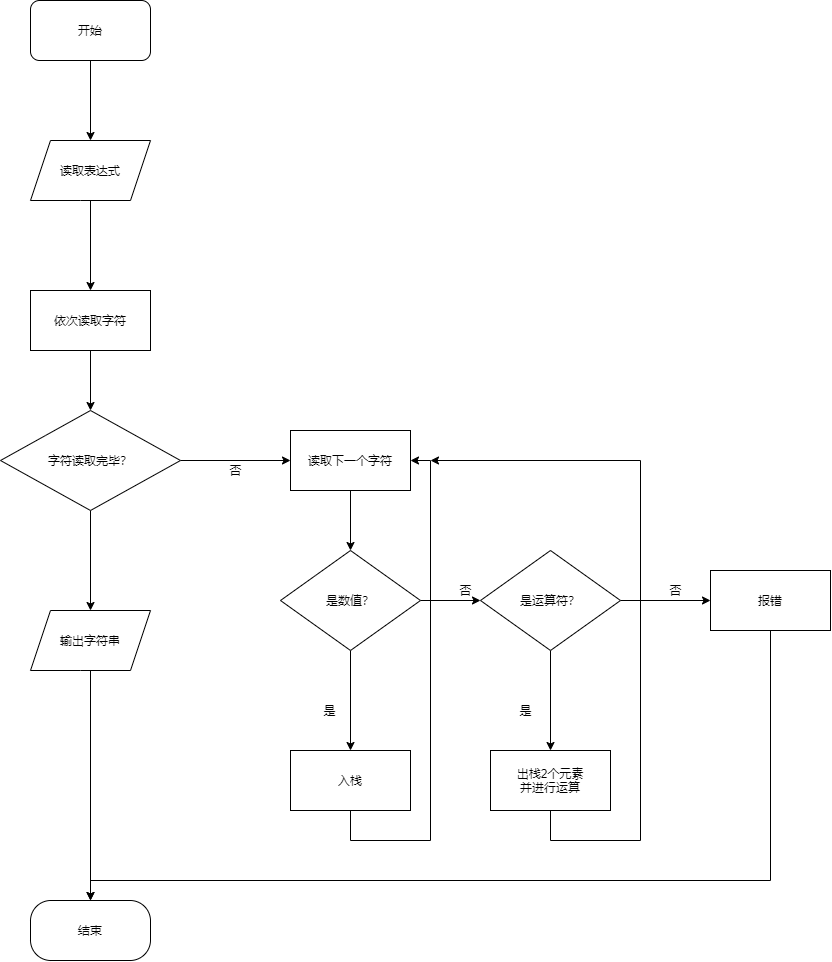 开始
读取表达式
依次读取字符
字符读取完毕?
否
读取下一个字符
是数值?
否
是运算符?
否
报错
输出字符串
是
是
入栈
出栈2个元素
并进行运算
结束